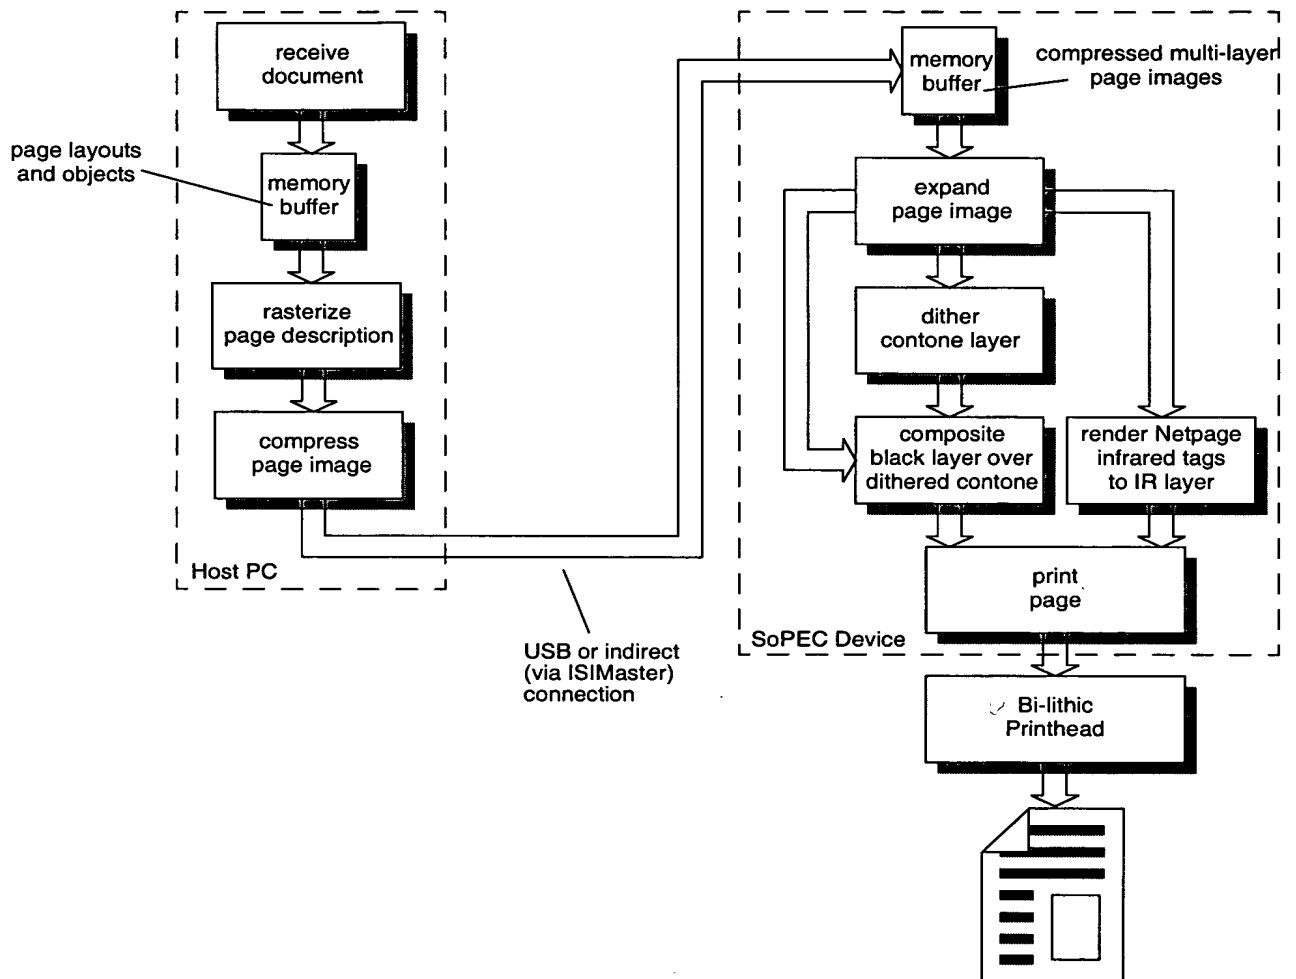 receive
document
page layouts
and objects
memory
buffer
rasterize
page description
compress
page image
Host PC
USB or indirect
(via ISIMaster)
connection
memory
buffer
compressed multi-layer
page images
expand
page image
dither
contone layer
composite
black layer over
dithered contone
render Netpage
infrared tags
to IR layer
print
page
SoPEC Device
Bi-lithic
Printhead